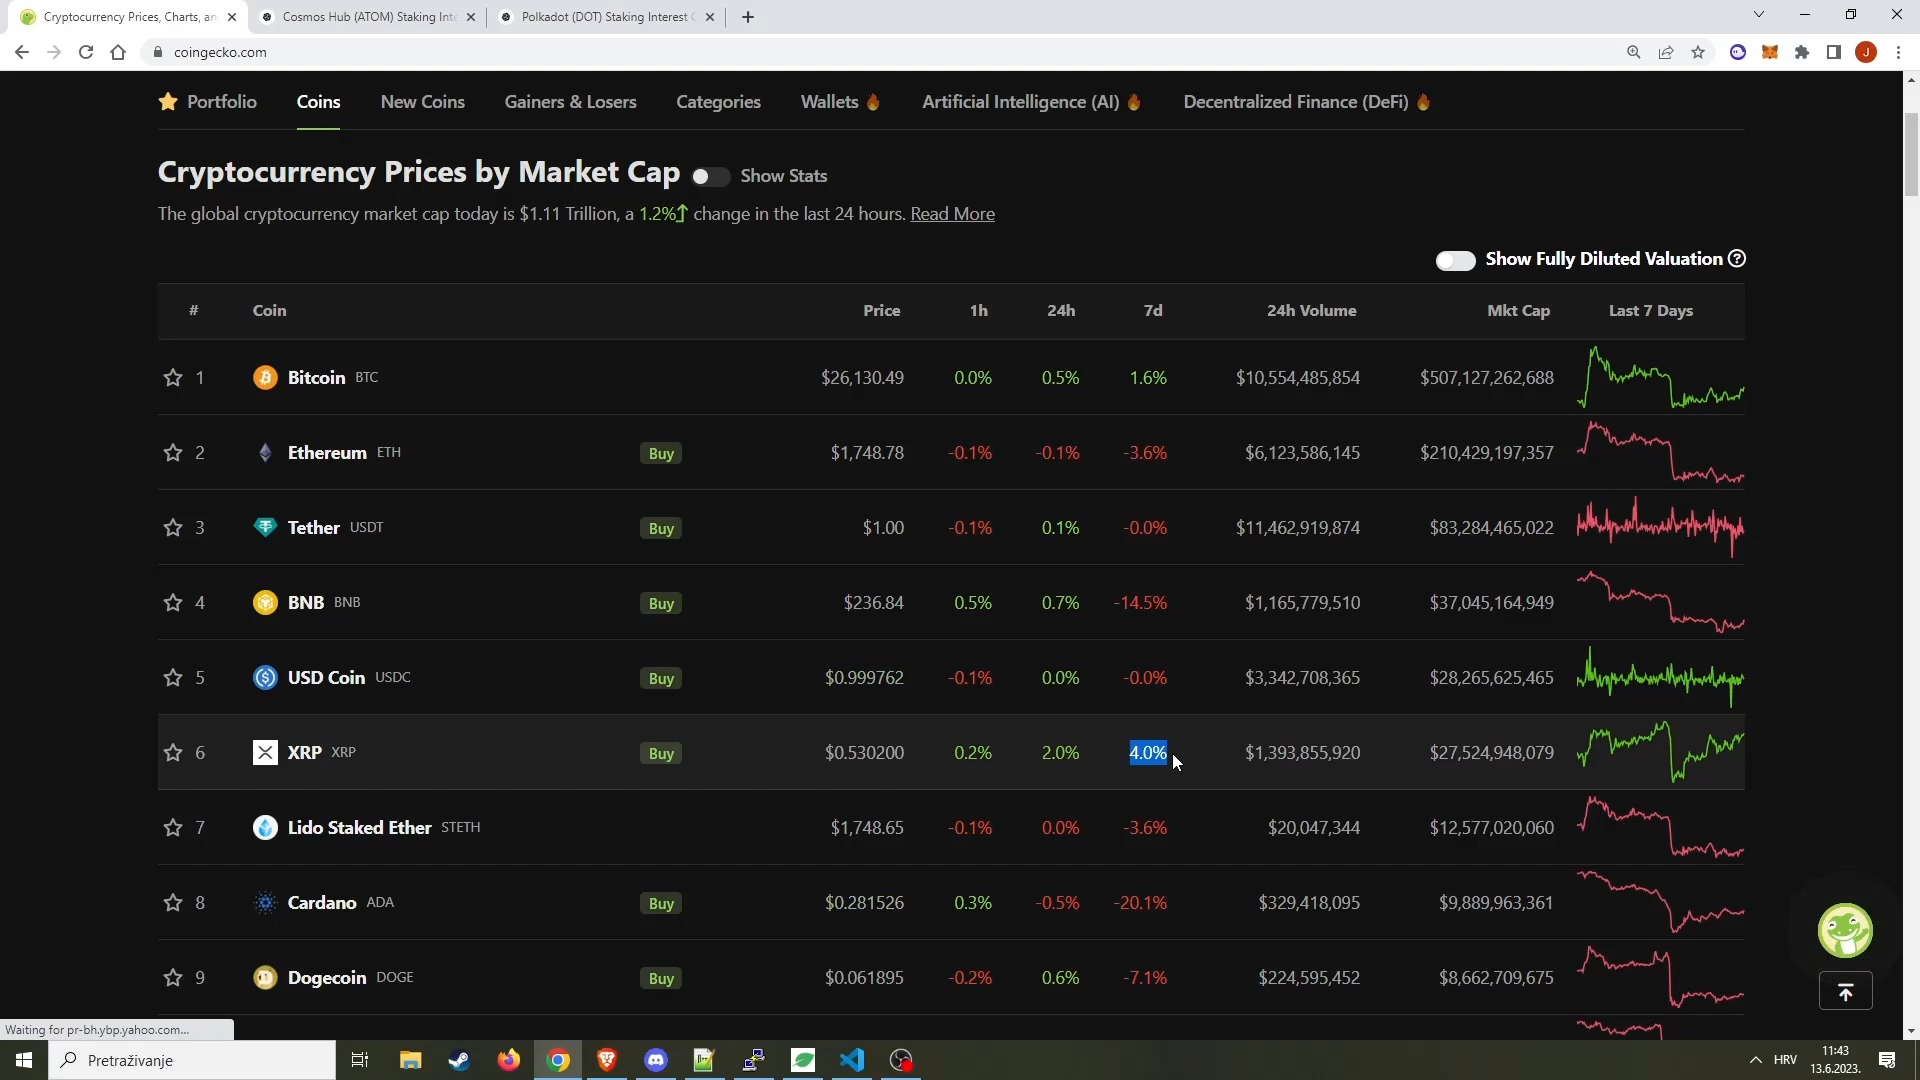 Cryptocurrency Prices, Charts, an
Cosmos Hub (ATOM) Staking Inte
Polkadot (DOT) Staking Interest C
coingecko.com
J
Portfolio Coins New Coins Gainers & Losers Categories Wallets Artificial Intelligence (AI) Decentralized Finance (DeFi)
Cryptocurrency Prices by Market Cap Show Stats
The global cryptocurrency market cap today is $1.11 Trillion, a 1.2% change in the last 24 hours. Read More
Show Fully Diluted Valuation ?
# Coin Price 1h 24h 7d 24h Volume Mkt Cap Last 7 Days
1 Bitcoin BTC $26,130.49 0.0% 0.5% 1.6% $10,554,485,854 $507,127,262,688
2 Ethereum ETH Buy $1,748.78 -0.1% -0.1% -3.6% $6,123,586,145 $210,429,197,357
3 Tether USDT Buy $1.00 -0.1% 0.1% -0.0% $11,462,919,874 $83,284,465,022
4 BNB BNB Buy $236.84 0.5% 0.7% -14.5% $1,165,779,510 $37,045,164,949
5 USD Coin USDC Buy $0.999762 -0.1% 0.0% -0.0% $3,342,708,365 $28,265,625,465
6 XRP XRP Buy $0.530200 0.2% 2.0% 4.0% $1,393,855,920 $27,524,948,079
7 Lido Staked Ether STETH $1,748.65 -0.1% 0.0% -3.6% $20,047,344 $12,577,020,060
8 Cardano ADA Buy $0.281526 0.3% -0.5% -20.1% $329,418,095 $9,889,963,361
9 Dogecoin DOGE Buy $0.061895 -0.2% 0.6% -7.1% $224,595,452 $8,662,709,675
Waiting for pr-bh.ybp.yahoo.com...
Pretraživanje
HRV
11:43
13.6.2023.